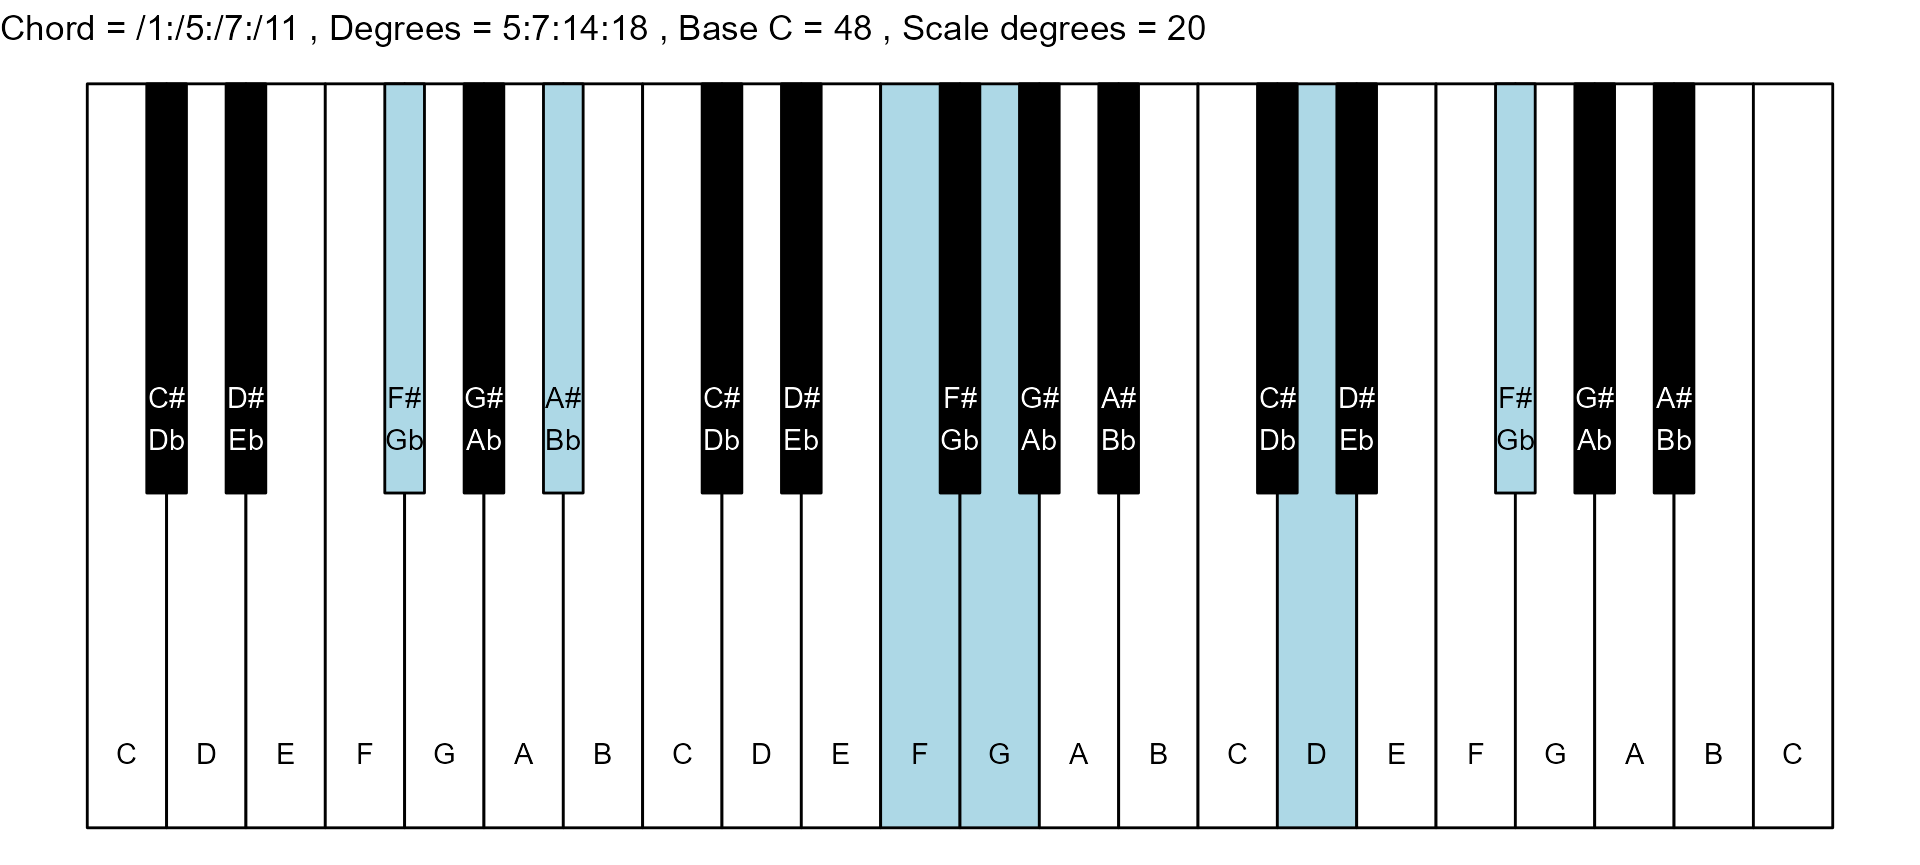 Chord = /1:/5:/7:/11 , Degrees = 5:7:14:18 , Base C = 48 , Scale degrees = 20
C# D# F# G# A# C# D# F# G# A# C# D# F# G# A#
Db Eb Gb Ab Bb Db Eb Gb Ab Bb Db Eb Gb Ab Bb
C D E F G A B C D E F G A B C D E F G A B C